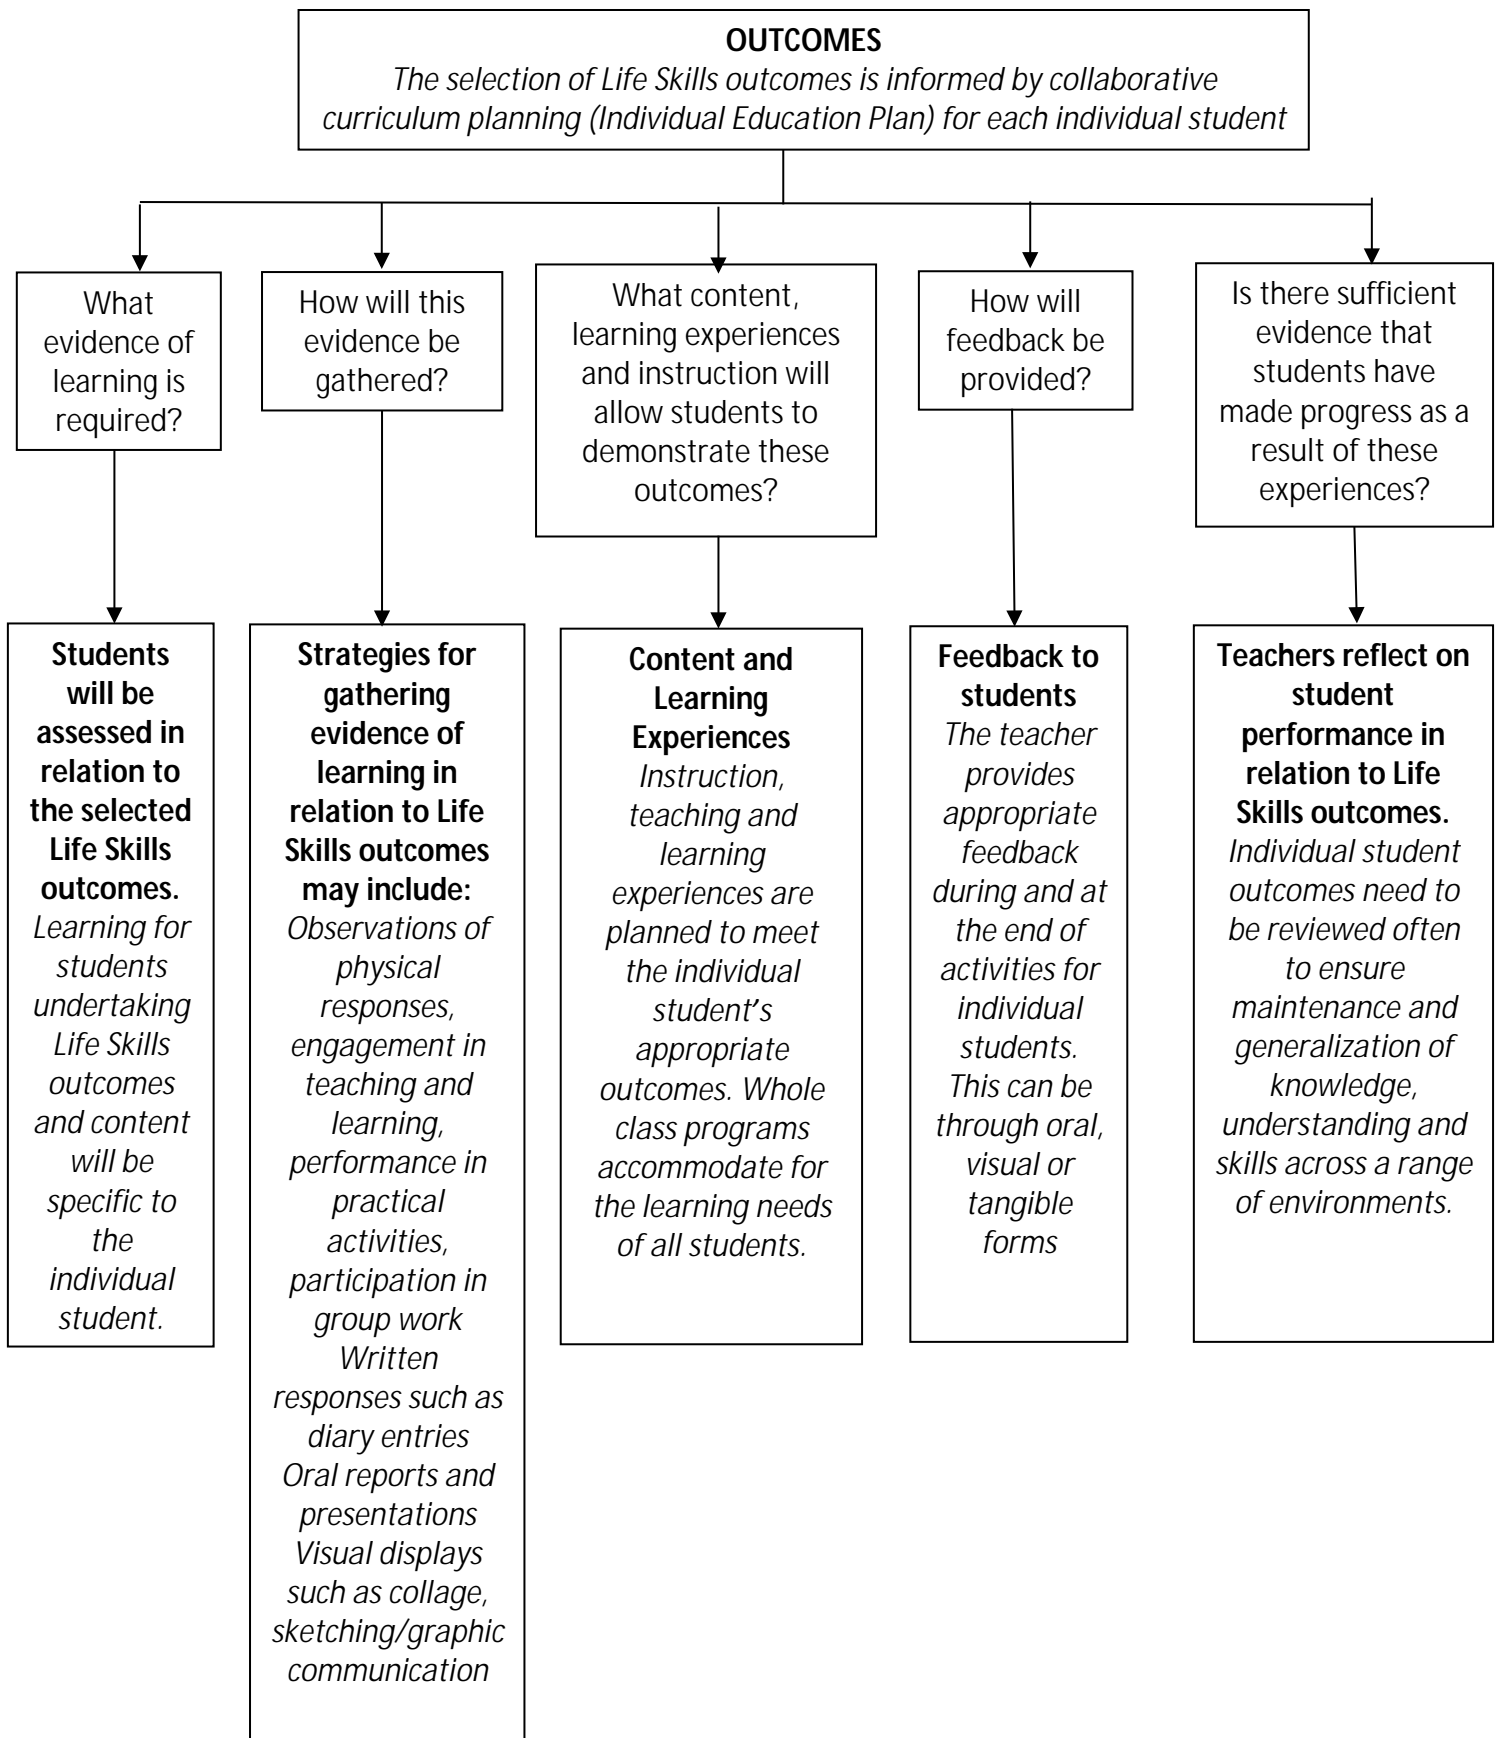 OUTCOMES
The selection of Life Skills outcomes is informed by collaborative
curriculum planning (Individual Education Plan) for each individual student
What
evidence of
learning is
required?
How will this
evidence be
gathered?
What content,
learning experiences
and instruction will
allow students to
demonstrate these
outcomes?
How will
feedback be
provided?
Is there sufficient
evidence that
students have
made progress as a
result of these
experiences?
Students
will be
assessed in
relation to
the selected
Life Skills
outcomes.
Learning for
students
undertaking
Life Skills
outcomes
and content
will be
specific to
the
individual
student.
Strategies for
gathering
evidence of
learning in
relation to Life
Skills outcomes
may include:
Observations of
physical
responses,
engagement in
teaching and
learning,
performance in
practical
activities,
participation in
group work
Written
responses such as
diary entries
Oral reports and
presentations
Visual displays
such as collage,
sketching/graphic
communication
Content and
Learning
Experiences
Instruction,
teaching and
learning
experiences are
planned to meet
the individual
student's
appropriate
outcomes. Whole
class programs
accommodate for
the learning needs
of all students.
Feedback to
students
The teacher
provides
appropriate
feedback
during and at
the end of
activities for
individual
students.
This can be
through oral,
visual or
tangible
forms
Teachers reflect on
student
performance in
relation to Life
Skills outcomes.
Individual student
outcomes need to
be reviewed often
to ensure
maintenance and
generalization of
knowledge,
understanding and
skills across a range
of environments.